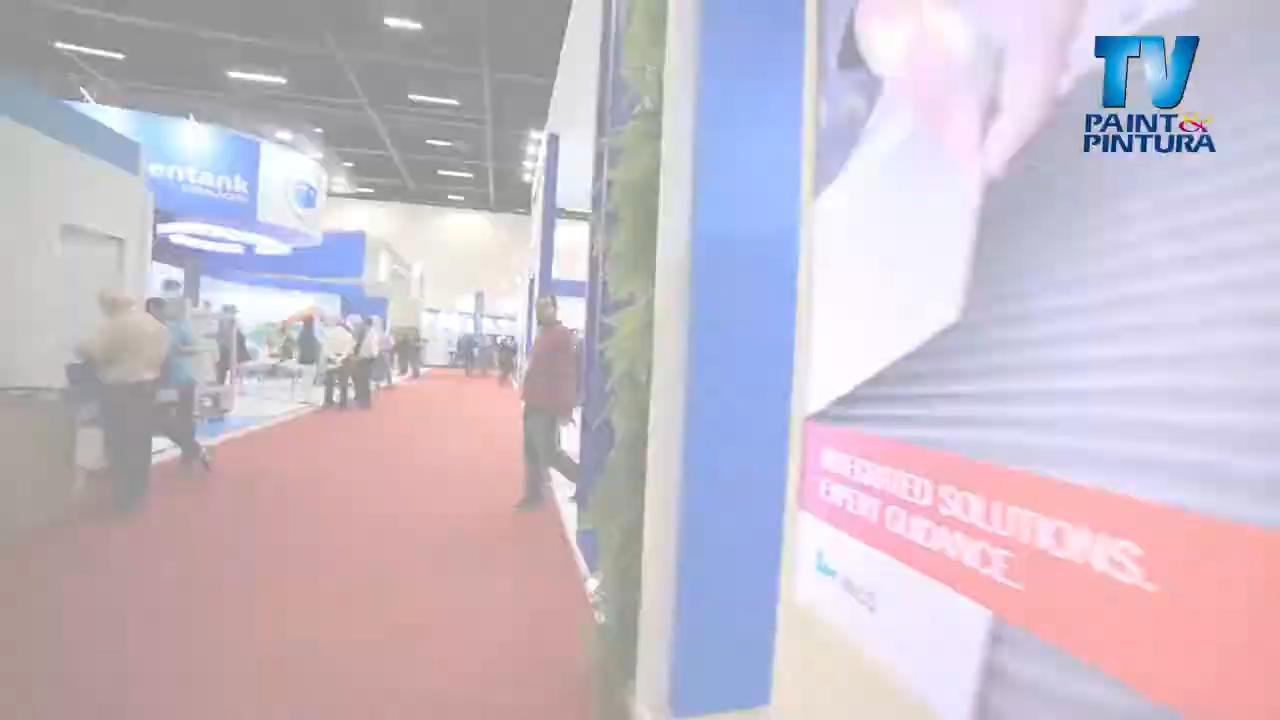 TV
PAINT&
PINTURA
entank
INTEGRATED SOLUTIONS.
EXPERT GUIDANCE.